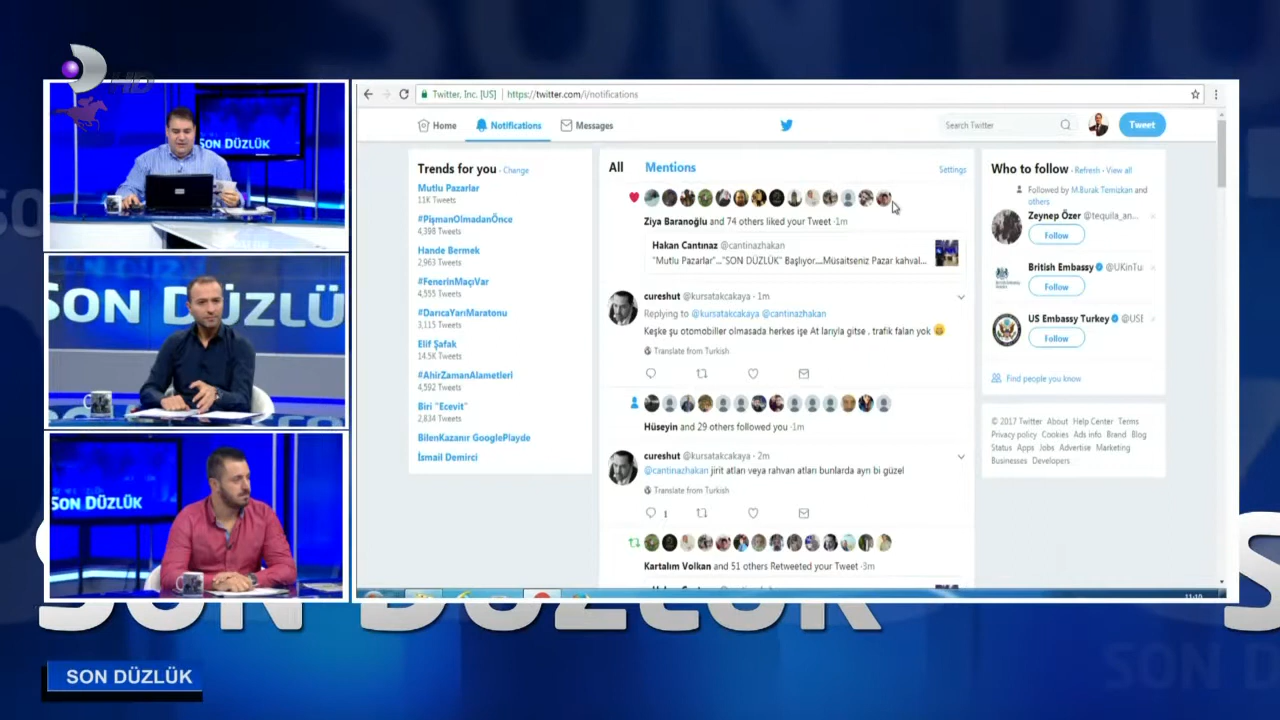 HD
SON DÜZLÜK
SON DÜZLÜ
SON DÜZLÜK
Twitter, Inc. [US] | https://twitter.com/i/notifications
Home
Notifications
Messages
Search Twitter
Tweet
Trends for you · Change
Mutlu Pazarlar
11K Tweets
#PişmanOlmadanÖnce
4,398 Tweets
Hande Bermek
2,963 Tweets
#FenerinMaçıVar
4,555 Tweets
#DarıcaYarıMaratonu
3,115 Tweets
Elif Şafak
14.5K Tweets
#AhirZamanAlametleri
4,592 Tweets
Biri "Ecevit"
2,834 Tweets
BilenKazanır GooglePlayde
İsmail Demirci
All
Mentions
Settings
Ziya Baranoğlu and 74 others liked your Tweet · 1m
Hakan Cantınaz @cantinazhakan
"Mutlu Pazarlar"..."SON DÜZLÜK" Başlıyor....Müsaitseniz Pazar kahval...
cureshut @kursatakcakaya · 1m
Replying to @kursatakcakaya @cantinazhakan
Keşke şu otomobiller olmasada herkes işe At larıyla gitse , trafik falan yok
Translate from Turkish
Hüseyin and 29 others followed you · 1m
cureshut @kursatakcakaya · 2m
@cantinazhakan jirit atları veya rahvan atları bunlarda ayrı bi güzel
Translate from Turkish
1
Kartalım Volkan and 51 others Retweeted your Tweet · 3m
Who to follow · Refresh · View all
Followed by M.Burak Temizkan and
others
Zeynep Özer @tequila_an...
Follow
British Embassy @UKinTu
Follow
US Embassy Turkey @USE
Follow
Find people you know
© 2017 Twitter About Help Center Terms
Privacy policy Cookies Ads info Brand Blog
Status Apps Jobs Advertise Marketing
Businesses Developers
11:10
SON DÜZLÜK
S
SON DÜZLÜK
SON D